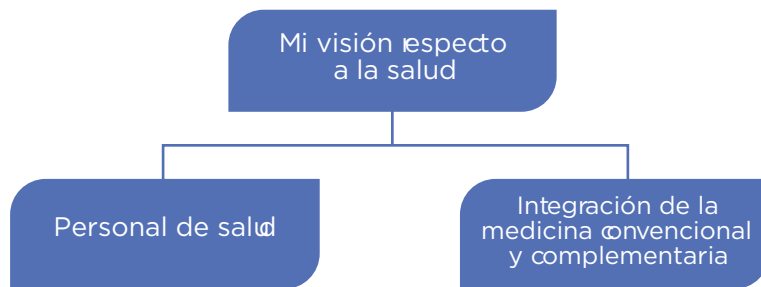 Mi visión respecto
a la salud
Personal de salud
Integración de la
medicina convencional
y complementaria